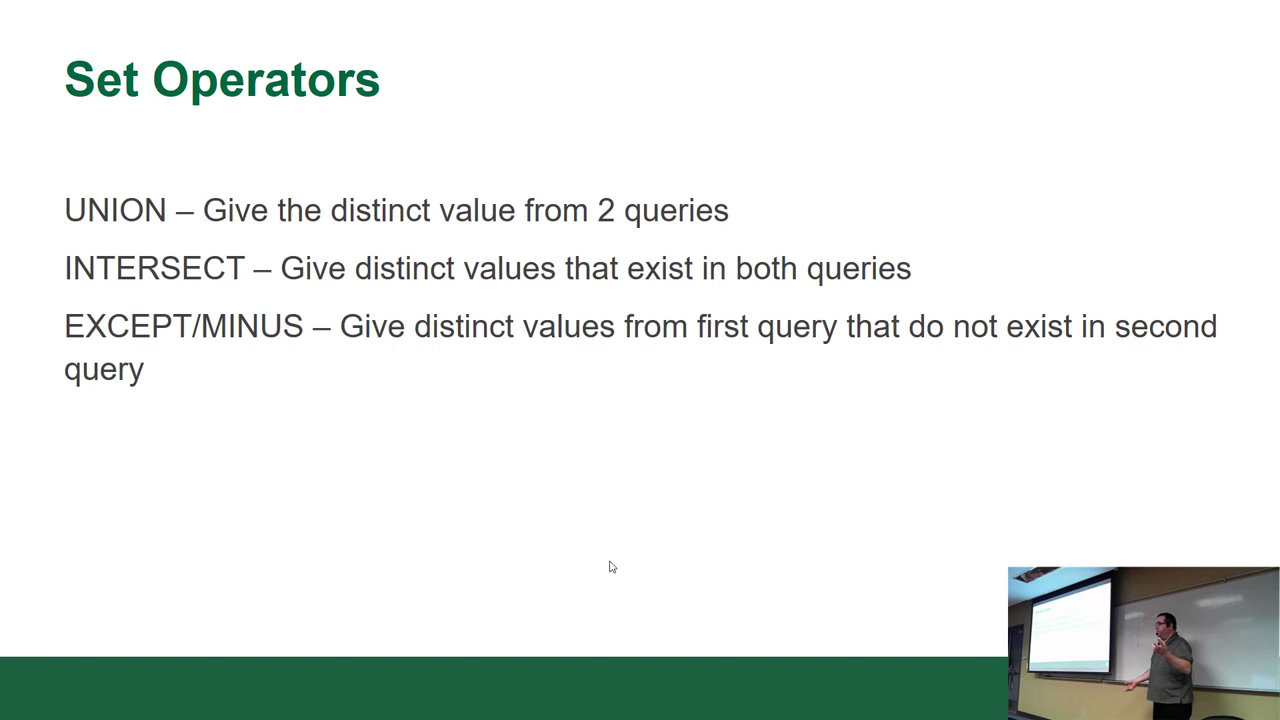 Set Operators
UNION – Give the distinct value from 2 queries
INTERSECT – Give distinct values that exist in both queries
EXCEPT/MINUS – Give distinct values from first query that do not exist in second
query